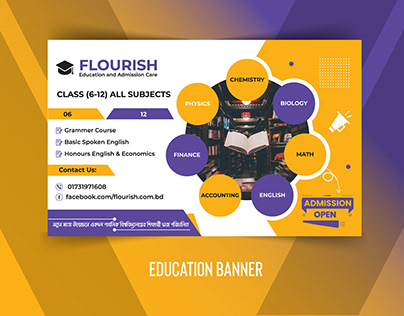 FLOURISH
Education and Admission Care
CLASS (6-12) ALL SUBJECTS
06
12
Grammer Course
Basic Spoken English
Honours English & Economics
Contact Us:
01731971608
facebook.com/flourish.com.bd
CHEMISTRY
PHYSICS
BIOLOGY
FINANCE
MATH
ACCOUNTING
ENGLISH
ADMISSION
OPEN
EDUCATION BANNER